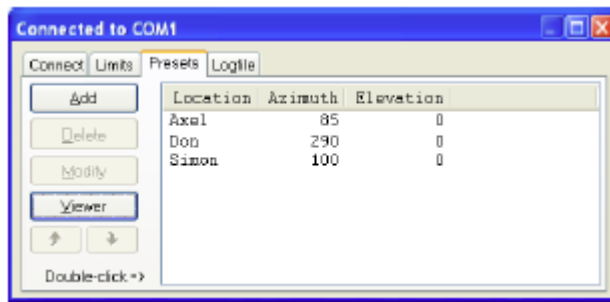 Connected to COM1
Connect Limits Presets Logfile
Add
Delete
Modify
Viewer
Double-click =>
Location Azimuth Elevation
Axel 85 0
Don 290 0
Simon 100 0